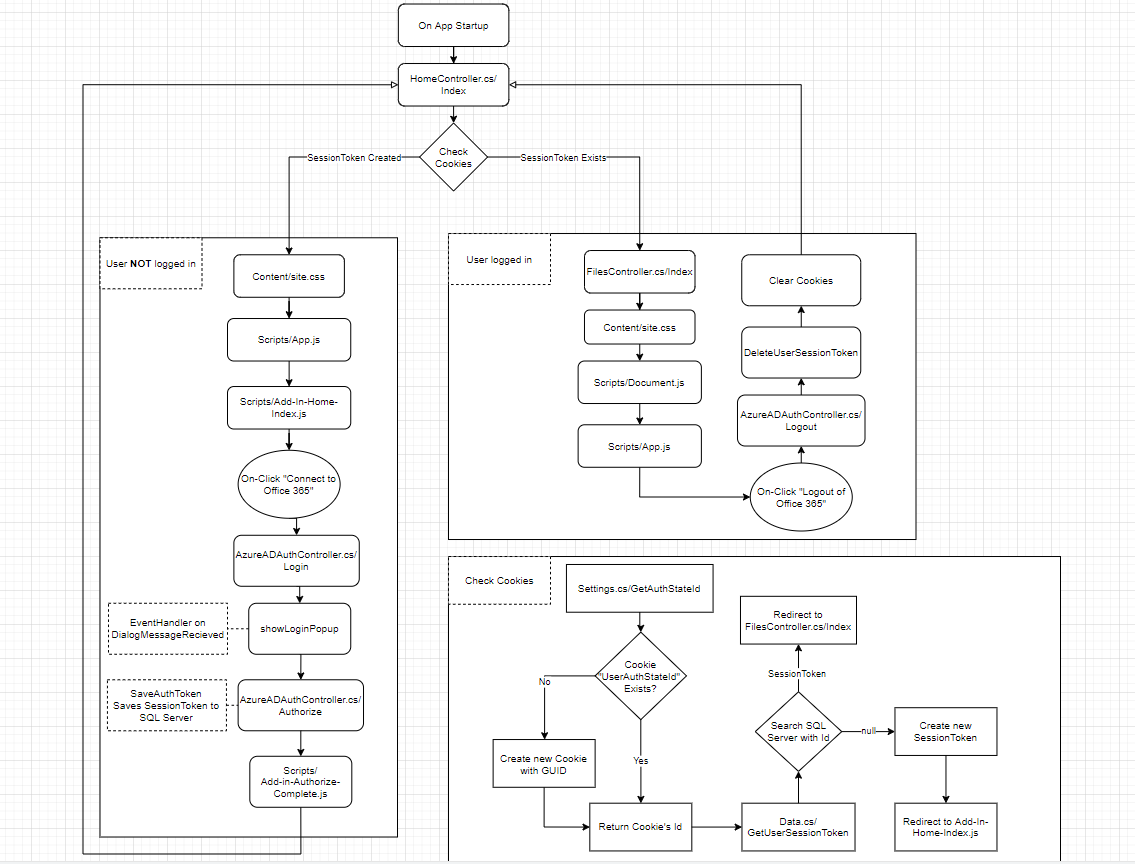 On App Startup
HomeController.cs/
Index
Check
Cookies
SessionToken Created
SessionToken Exists
User NOT logged in
Content/site.css
Scripts/App.js
Scripts/Add-In-Home-
Index.js
On-Click "Connect to
Office 365"
AzureADAuthController.cs/
Login
EventHandler on
DialogMessageRecieved
showLoginPopup
SaveAuthToken
Saves SessionToken to
SQL Server
AzureADAuthController.cs/
Authorize
Scripts/
Add-in-Authorize-
Complete.js
User logged in
FilesController.cs/Index
Content/site.css
Scripts/Document.js
Scripts/App.js
On-Click "Logout of
Office 365"
AzureADAuthController.cs/
Logout
DeleteUserSessionToken
Clear Cookies
Check Cookies
Settings.cs/GetAuthStateId
Cookie
"UserAuthStateId"
Exists?
No
Yes
Create new Cookie
with GUID
Return Cookie's Id
Data.cs/
GetUserSessionToken
Search SQL
Server with Id
SessionToken
Redirect to
FilesController.cs/Index
null
Create new
SessionToken
Redirect to Add-In-
Home-Index.js